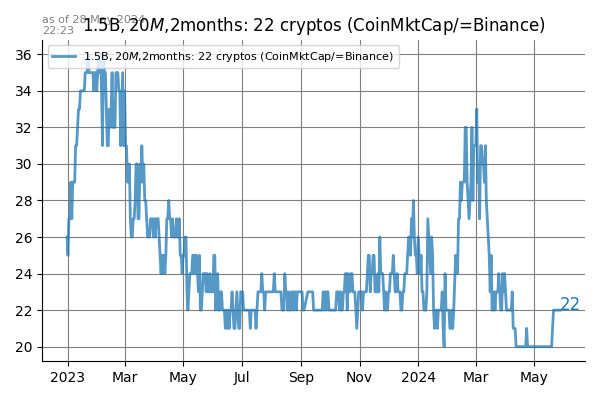 as of 28 May 2024
22:23
1.5B, 20M, 2months: 22 cryptos (CoinMktCap/=Binance)
1.5B, 20M, 2months: 22 cryptos (CoinMktCap/=Binance)
36
34
32
30
28
26
24
22
20
22
2023
Mar
May
Jul
Sep
Nov
2024
Mar
May